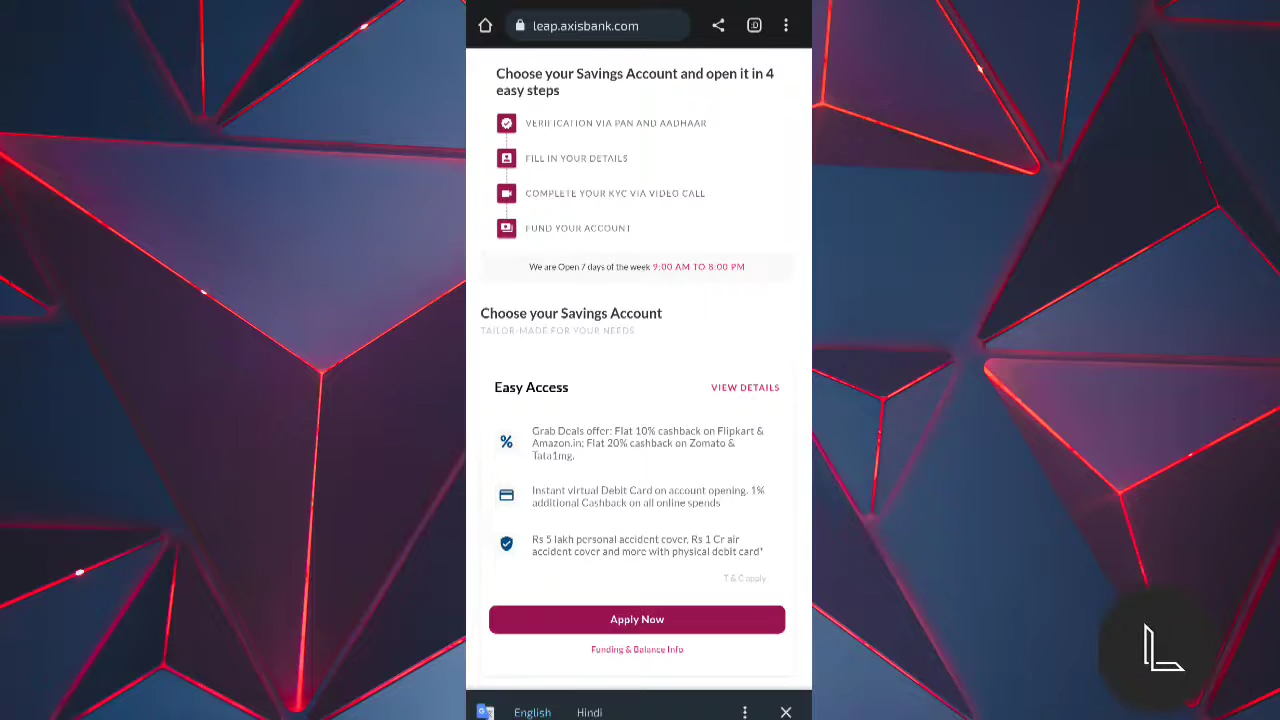 leap.axisbank.com
:D
Choose your Savings Account and open it in 4
easy steps
VERIFICATION VIA PAN AND AADHAAR
FILL IN YOUR DETAILS
COMPLETE YOUR KYC VIA VIDEO CALL
FUND YOUR ACCOUNT
We are Open 7 days of the week 9:00 AM TO 8:00 PM
Choose your Savings Account
TAILOR-MADE FOR YOUR NEEDS
Easy Access VIEW DETAILS
Grab Deals offer: Flat 10% cashback on Flipkart &
Amazon.in; Flat 20% cashback on Zomato &
Tata1mg.
Instant virtual Debit Card on account opening. 1%
additional Cashback on all online spends
Rs 5 lakh personal accident cover, Rs 1 Cr air
accident cover and more with physical debit card*
T & C apply
Apply Now
Funding & Balance Info
English Hindi
L